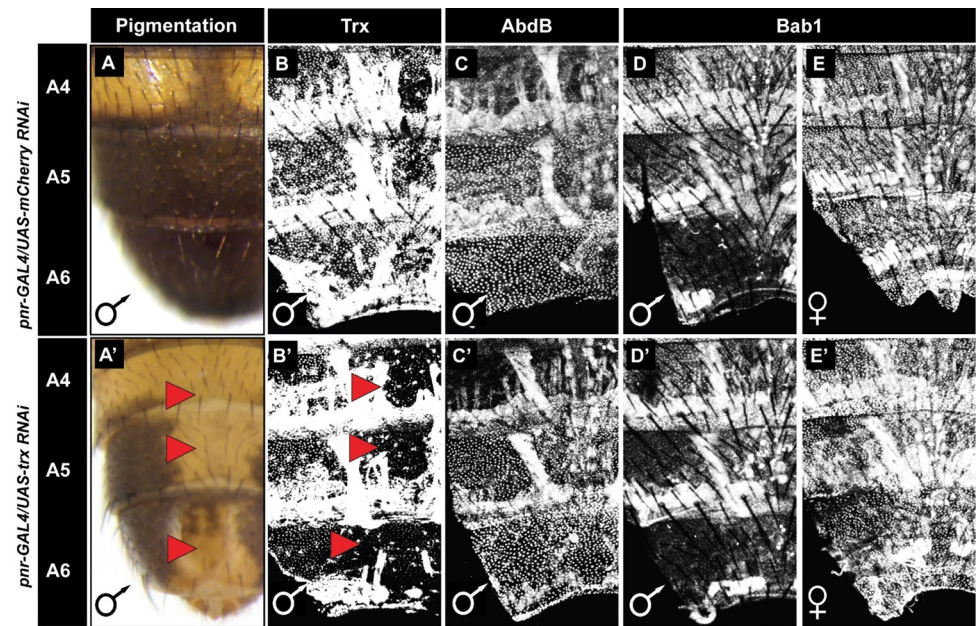 Pigmentation Trx AbdB Bab1
pnr-GAL4/UAS-mCherry RNAi
A4
A5
A6
A B C D E
♂ ♂ ♂ ♂ ♀
pnr-GAL4/UAS-trx RNAi
A4
A5
A6
A' B' C' D' E'
♂ ♂ ♂ ♂ ♀